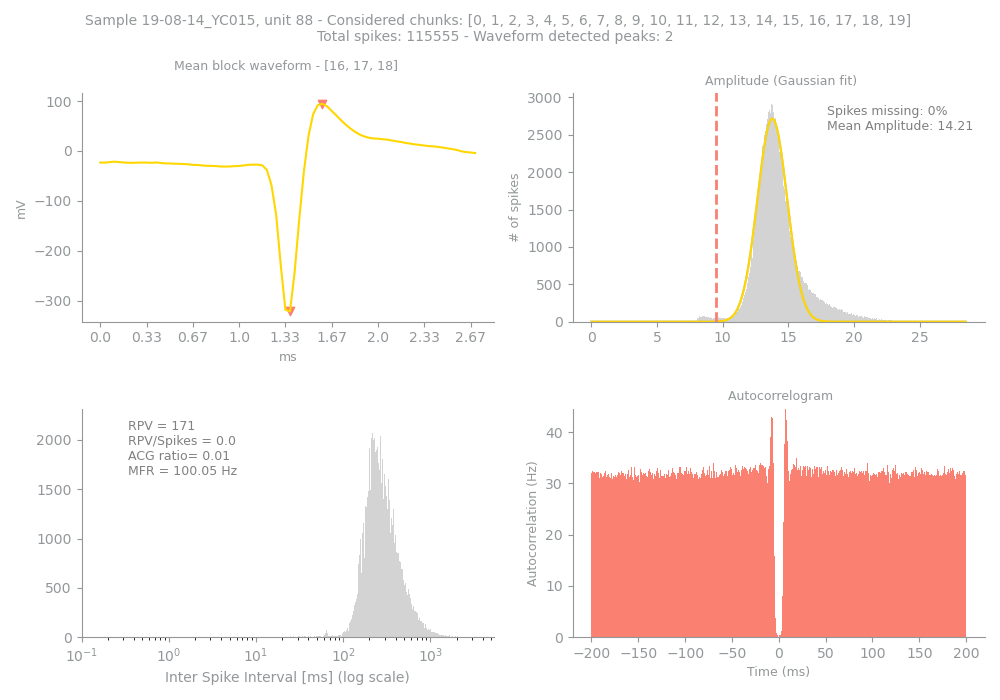 Sample 19-08-14_YC015, unit 88 - Considered chunks: [0, 1, 2, 3, 4, 5, 6, 7, 8, 9, 10, 11, 12, 13, 14, 15, 16, 17, 18, 19]
Total spikes: 115555 - Waveform detected peaks: 2
Mean block waveform - [16, 17, 18]
100
0
−100
−200
−300
mV
0.0 0.33 0.67 1.0 1.33 1.67 2.0 2.33 2.67
ms
Amplitude (Gaussian fit)
Spikes missing: 0%
Mean Amplitude: 14.21
3000
2500
2000
1500
1000
500
0
# of spikes
0 5 10 15 20 25
RPV = 171
RPV/Spikes = 0.0
ACG ratio= 0.01
MFR = 100.05 Hz
2000
1500
1000
500
0
10⁻¹ 10⁰ 10¹ 10² 10³
Inter Spike Interval [ms] (log scale)
Autocorrelogram
40
30
20
10
0
Autocorrelation (Hz)
−200 −150 −100 −50 0 50 100 150 200
Time (ms)